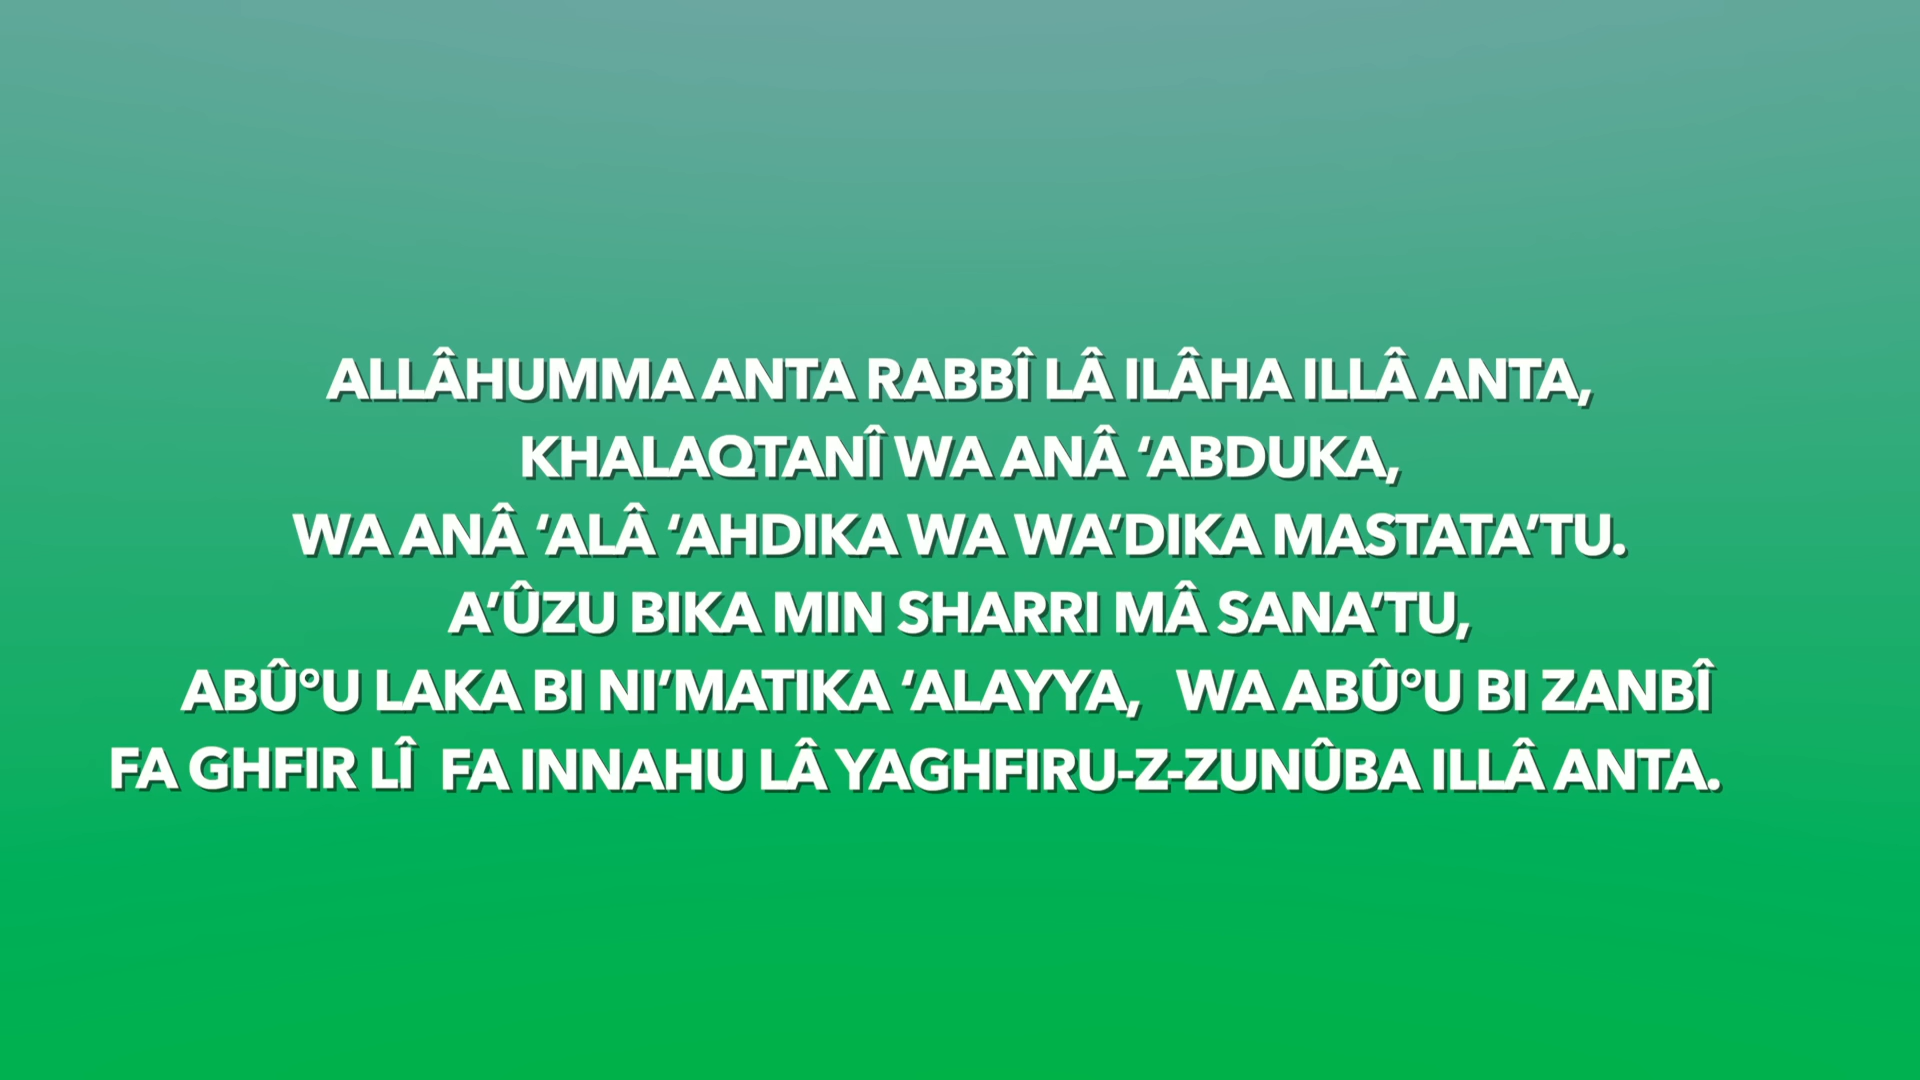 ALLÂHUMMA ANTA RABBÎ LÂ ILÂHA ILLÂ ANTA,
KHALAQTANÎ WA ANÂ ‘ABDUKA,
WA ANÂ ‘ALÂ ‘AHDIKA WA WA’DIKA MASTATA’TU.
A’ÛZU BIKA MIN SHARRI MÂ SANA’TU,
ABÛ°U LAKA BI NI’MATIKA ‘ALAYYA, WA ABÛ°U BI ZANBÎ
FA GHFIR LÎ FA INNAHU LÂ YAGHFIRU-Z-ZUNÛBA ILLÂ ANTA.